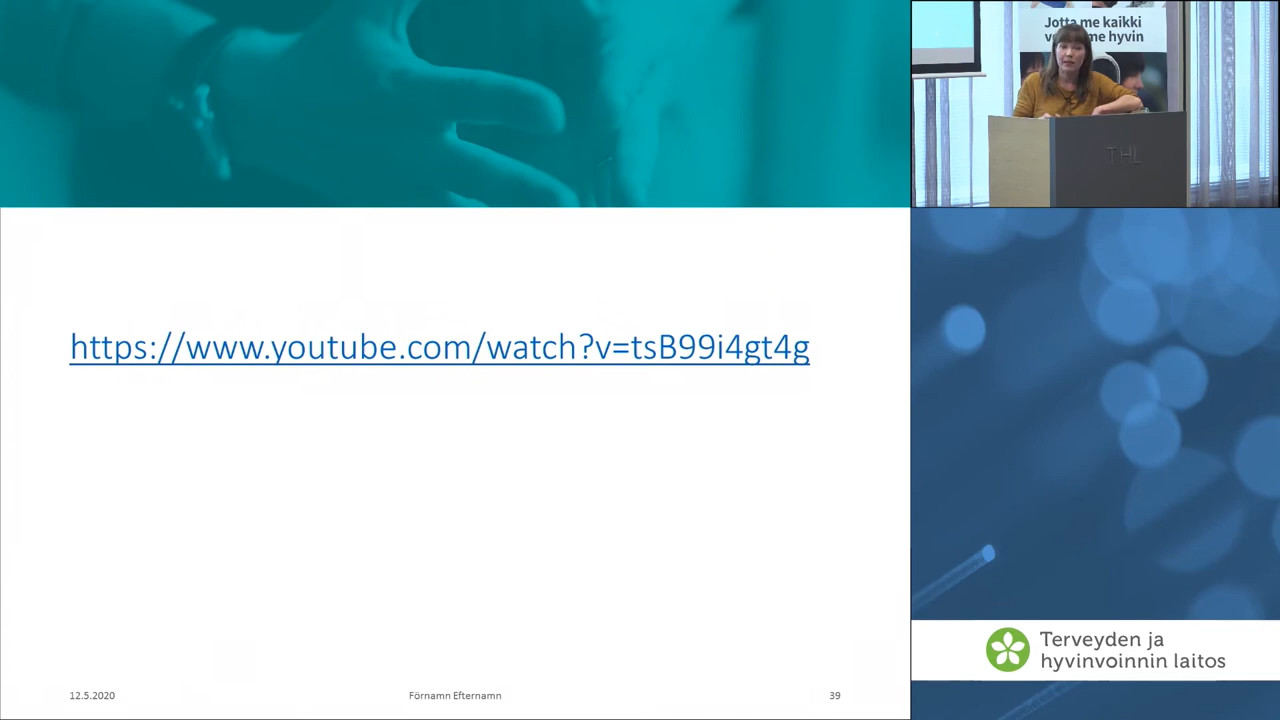 Jotta me kaikki
me hyvin
THL
https://www.youtube.com/watch?v=tsB99i4gt4g
Terveyden ja
hyvinvoinnin laitos
12.5.2020
Förnamn Efternamn
39